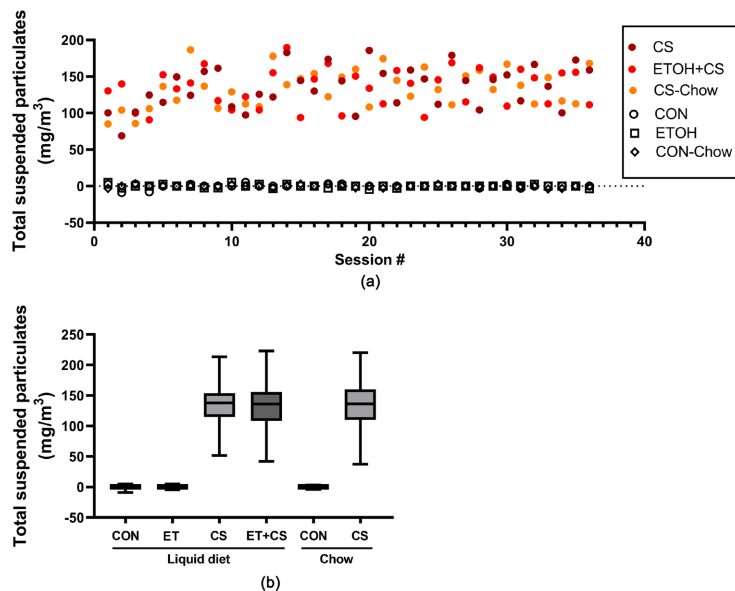 Total suspended particulates
(mg/m³)
200
150
100
50
0
-50
0
10
20
30
40
Session #
CS
ETOH+CS
CS-Chow
CON
ETOH
CON-Chow
(a)
Total suspended particulates
(mg/m³)
250
200
150
100
50
0
-50
CON ET CS ET+CS CON CS
Liquid diet Chow
(b)